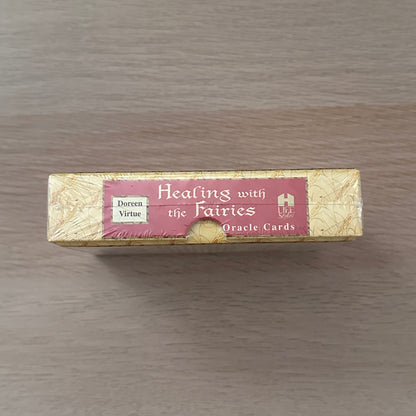 Doreen
Virtue
Healing with
the Fairies
Oracle Cards